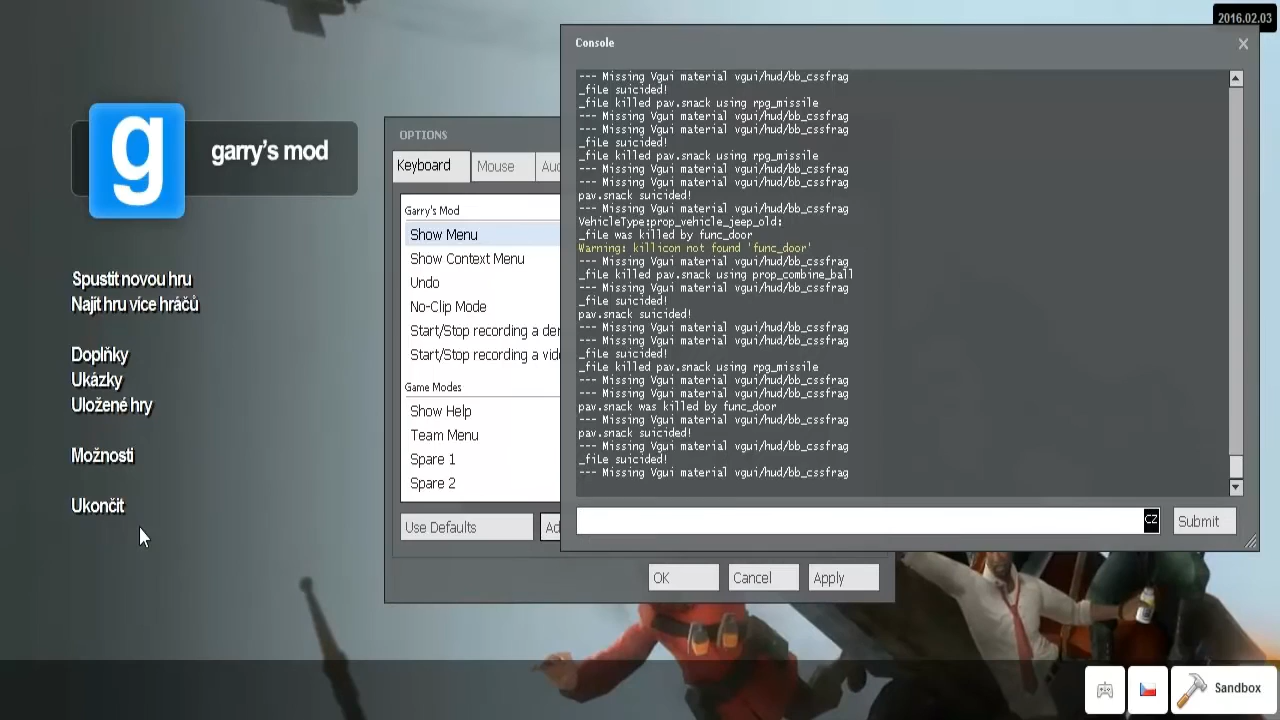 2016.02.03
g
garry's mod
Spustit novou hru
Najít hru více hráčů
Doplňky
Ukázky
Uložené hry
Možnosti
Ukončit
OPTIONS
Keyboard
Mouse
Garry's Mod
Show Menu
Show Context Menu
Undo
No-Clip Mode
Start/Stop recording a
Start/Stop recording a
Game Modes
Show Help
Team Menu
Spare 1
Spare 2
Use Defaults
OK
Cancel
Apply
Console
--- Missing Vgui material vgui/hud/bb_cssfrag
_fiLe suicided!
_fiLe killed pav.snack using rpg_missile
--- Missing Vgui material vgui/hud/bb_cssfrag
--- Missing Vgui material vgui/hud/bb_cssfrag
_fiLe suicided!
_fiLe killed pav.snack using rpg_missile
--- Missing Vgui material vgui/hud/bb_cssfrag
--- Missing Vgui material vgui/hud/bb_cssfrag
pav.snack suicided!
--- Missing Vgui material vgui/hud/bb_cssfrag
VehicleType:prop_vehicle_jeep_old:
_fiLe was killed by func_door
Warning: killicon not found 'func_door'
--- Missing Vgui material vgui/hud/bb_cssfrag
_fiLe killed pav.snack using prop_combine_ball
--- Missing Vgui material vgui/hud/bb_cssfrag
_fiLe suicided!
pav.snack suicided!
--- Missing Vgui material vgui/hud/bb_cssfrag
--- Missing Vgui material vgui/hud/bb_cssfrag
_fiLe suicided!
_fiLe killed pav.snack using rpg_missile
--- Missing Vgui material vgui/hud/bb_cssfrag
--- Missing Vgui material vgui/hud/bb_cssfrag
pav.snack was killed by func_door
--- Missing Vgui material vgui/hud/bb_cssfrag
pav.snack suicided!
--- Missing Vgui material vgui/hud/bb_cssfrag
_fiLe suicided!
--- Missing Vgui material vgui/hud/bb_cssfrag
CZ
Submit
Sandbox